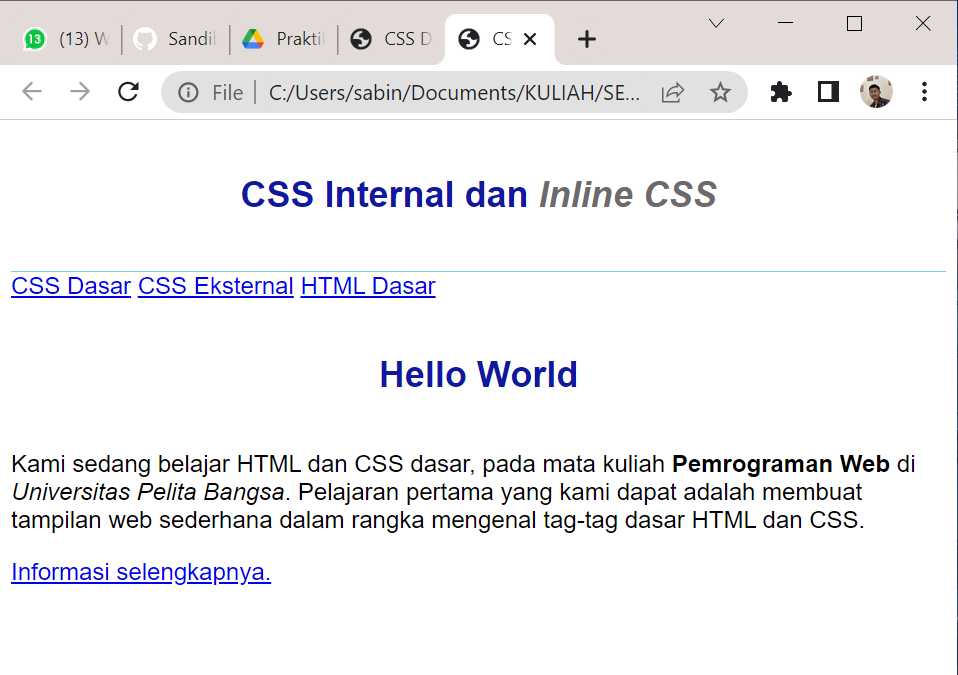 13 (13) W Sandi Prakti CSS D CS
File C:/Users/sabin/Documents/KULIAH/SE...
CSS Internal dan Inline CSS
CSS Dasar CSS Eksternal HTML Dasar
Hello World
Kami sedang belajar HTML dan CSS dasar, pada mata kuliah Pemrograman Web di
Universitas Pelita Bangsa. Pelajaran pertama yang kami dapat adalah membuat
tampilan web sederhana dalam rangka mengenal tag-tag dasar HTML dan CSS.
Informasi selengkapnya.